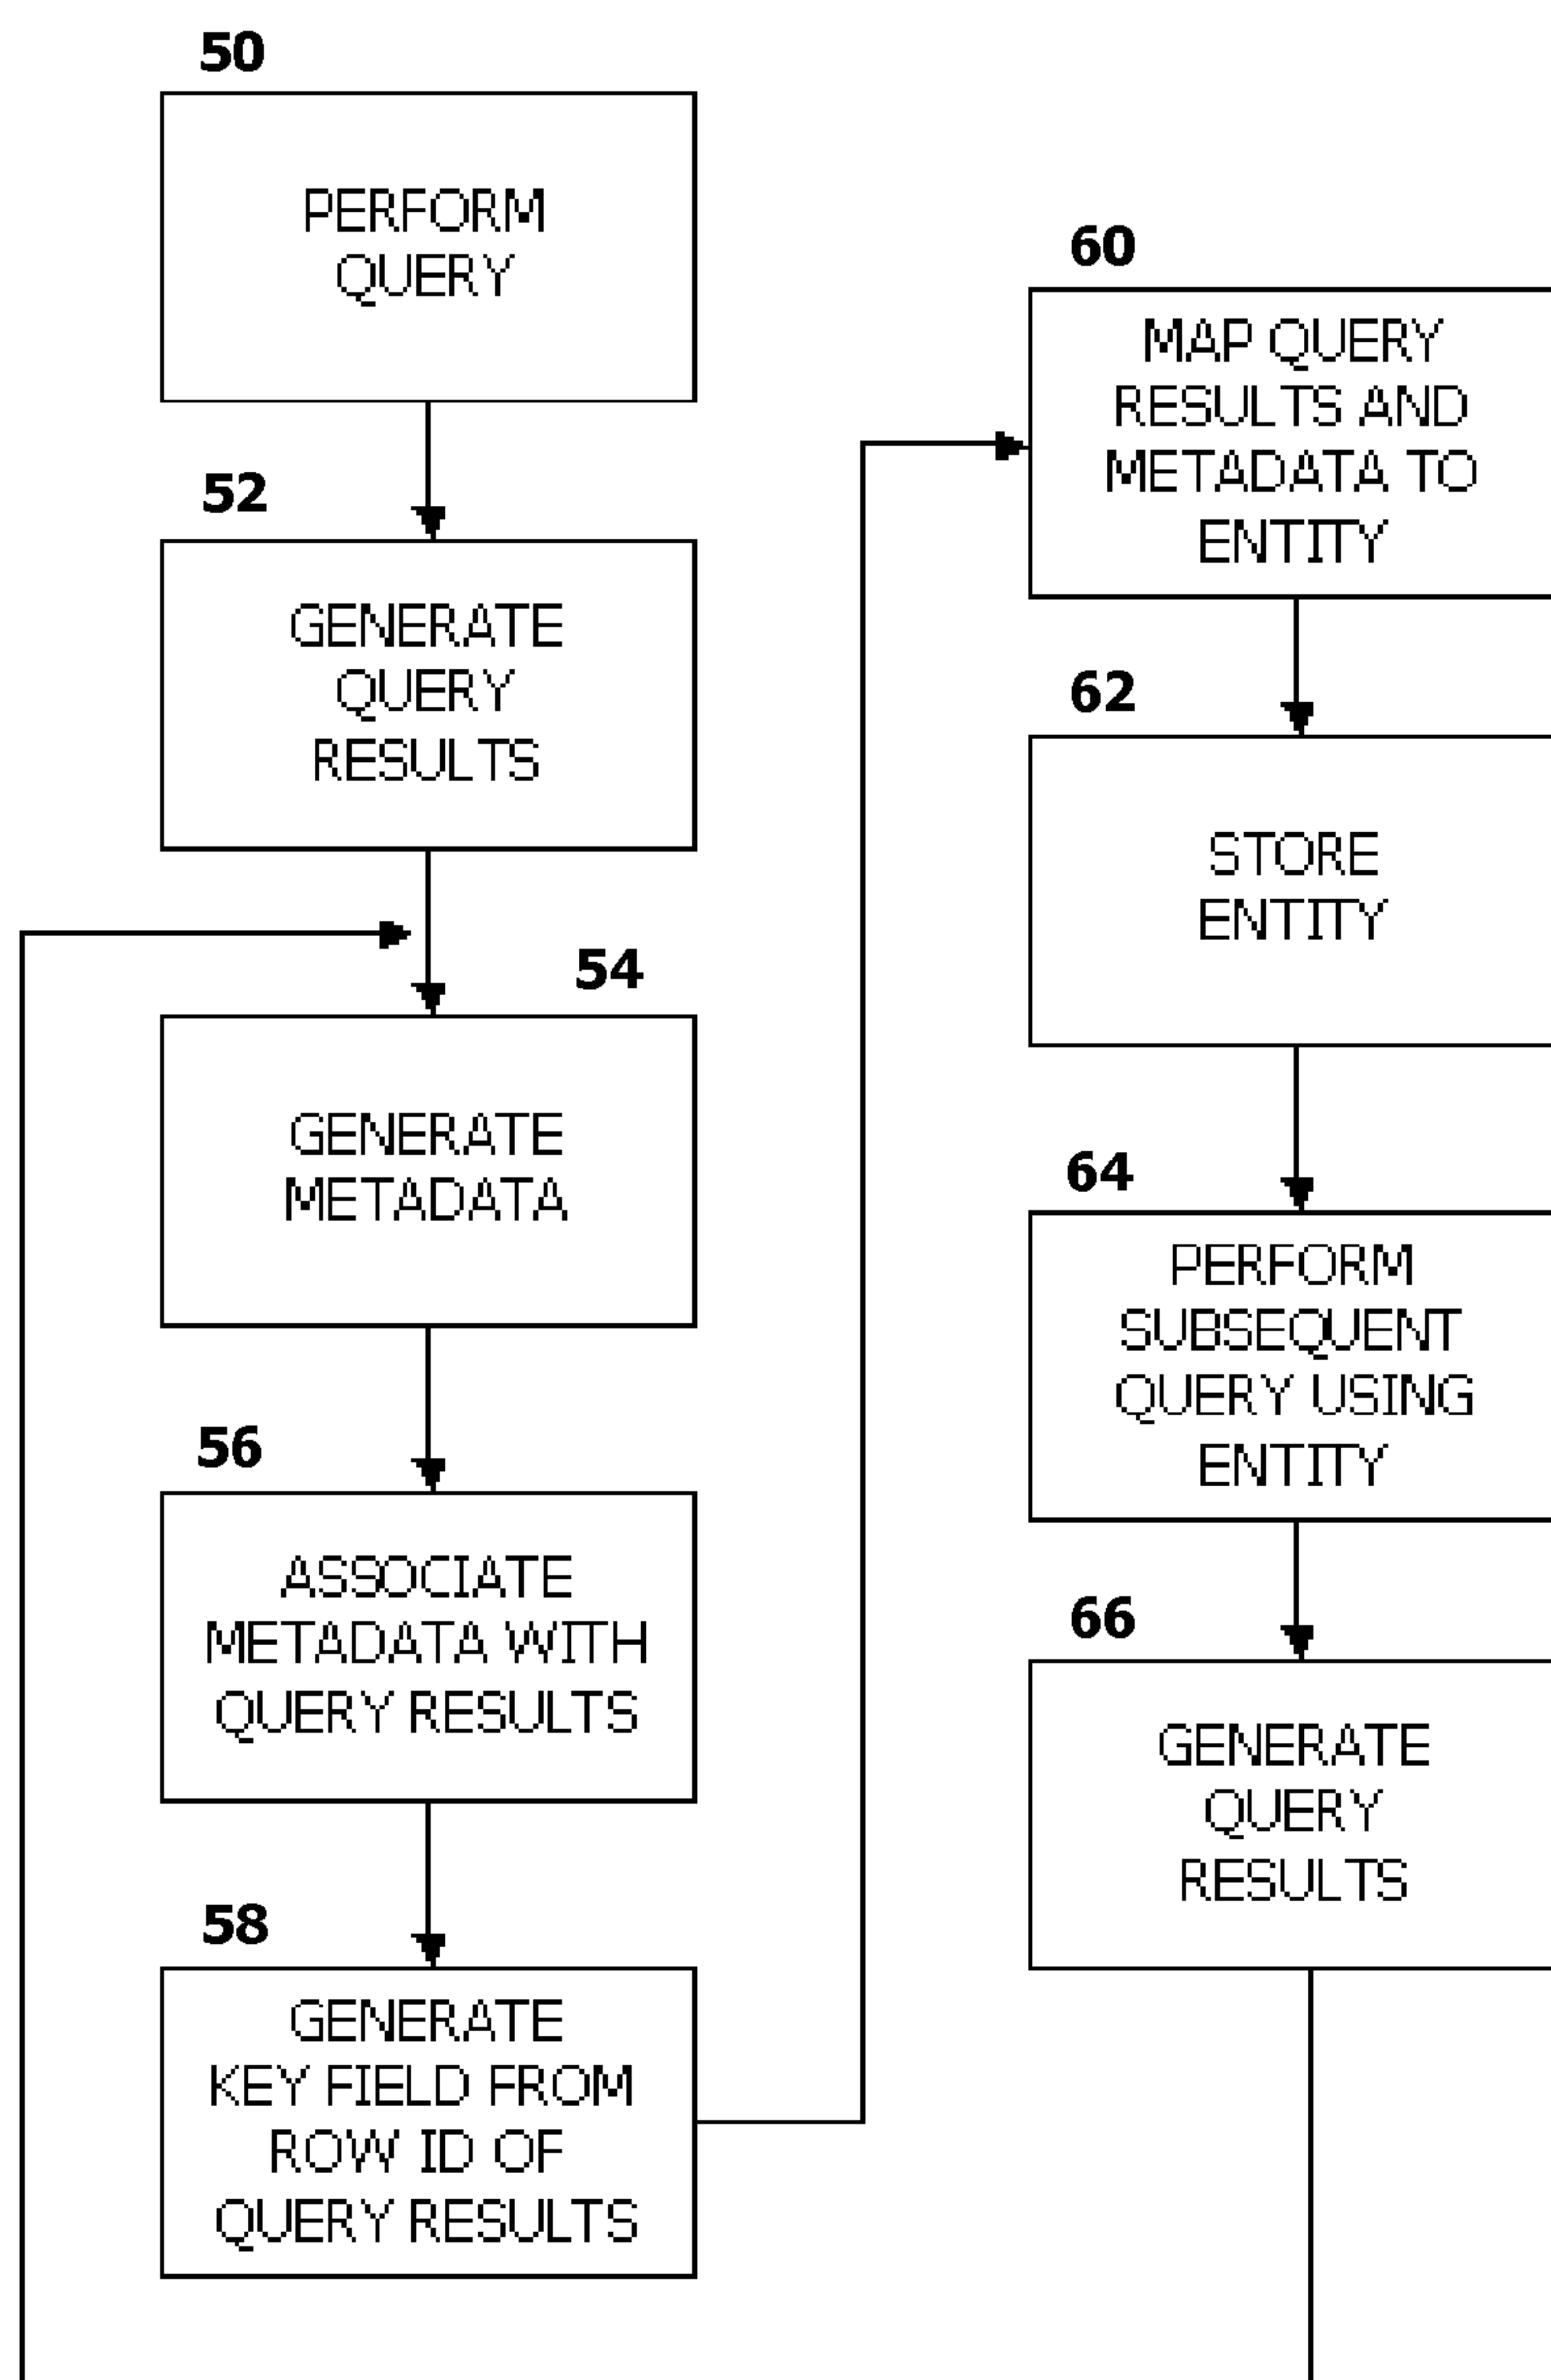 50
PERFORM
QUERY
52
GENERATE
QUERY
RESULTS
54
GENERATE
METADATA
56
ASSOCIATE
METADATA WITH
QUERY RESULTS
58
GENERATE
KEY FIELD FROM
ROW ID OF
QUERY RESULTS
60
MAP QUERY
RESULTS AND
METADATA TO
ENTITY
62
STORE
ENTITY
64
PERFORM
SUBSEQUENT
QUERY USING
ENTITY
66
GENERATE
QUERY
RESULTS